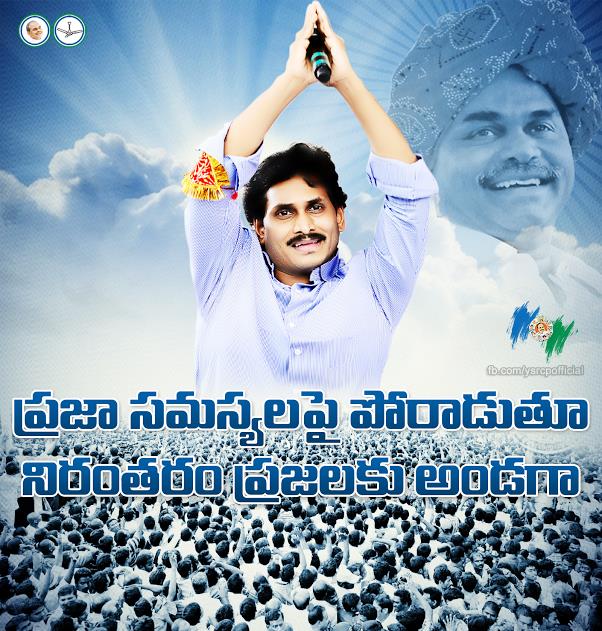 fb.com/ysrcpofficial
ప్రజా సమస్యలపై పోరాడుతూ
నిరంతరం ప్రజలకు అండగా